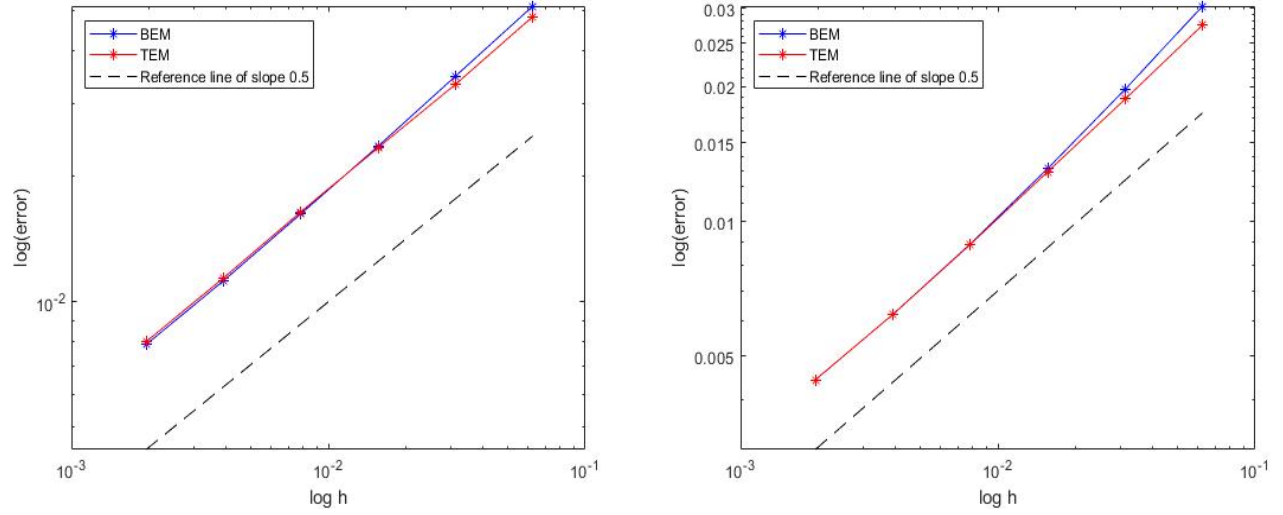 BEM
TEM
Reference line of slope 0.5
log(error)
10^-2
10^-3
10^-2
10^-1
log h
BEM
TEM
Reference line of slope 0.5
log(error)
0.03
0.025
0.02
0.015
0.01
0.005
10^-3
10^-2
10^-1
log h